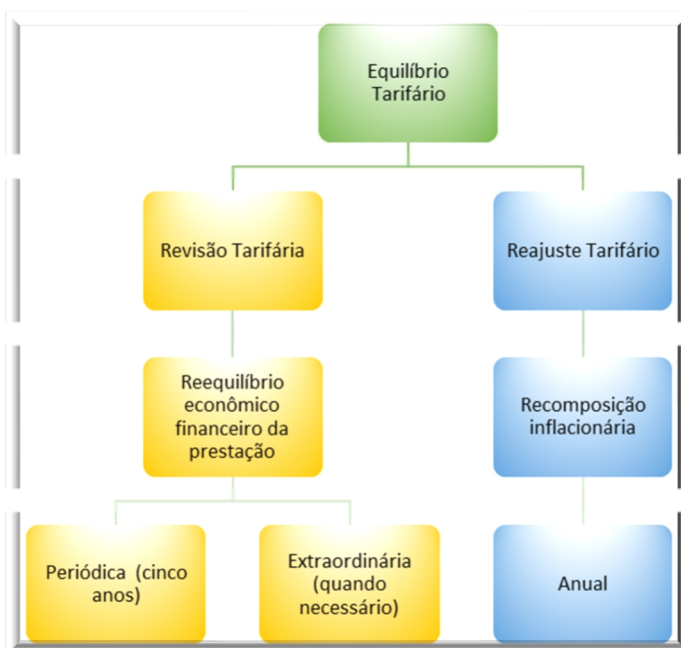 Equilíbrio
Tarifário
Revisão Tarifária
Reajuste Tarifário
Reequilíbrio
econômico
financeiro da
prestação
Recomposição
inflacionária
Periódica (cinco
anos)
Extraordinária
(quando
necessário)
Anual